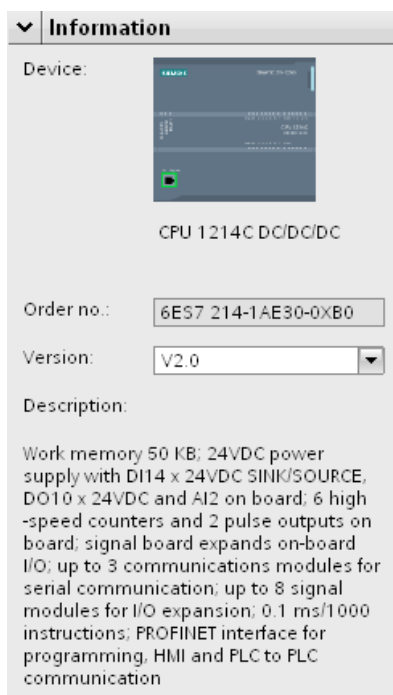 Information
Device:
SIEMENS
CPU 1214C DC/DC/DC
Order no.:
6ES7 214-1AE30-0XB0
Version:
V2.0
Description:
Work memory 50 KB; 24VDC power
supply with DI14 x 24VDC SINK/SOURCE,
DO10 x 24VDC and AI2 on board; 6 high
-speed counters and 2 pulse outputs on
board; signal board expands on-board
I/O; up to 3 communications modules for
serial communication; up to 8 signal
modules for I/O expansion; 0.1 ms/1000
instructions; PROFINET interface for
programming, HMI and PLC to PLC
communication